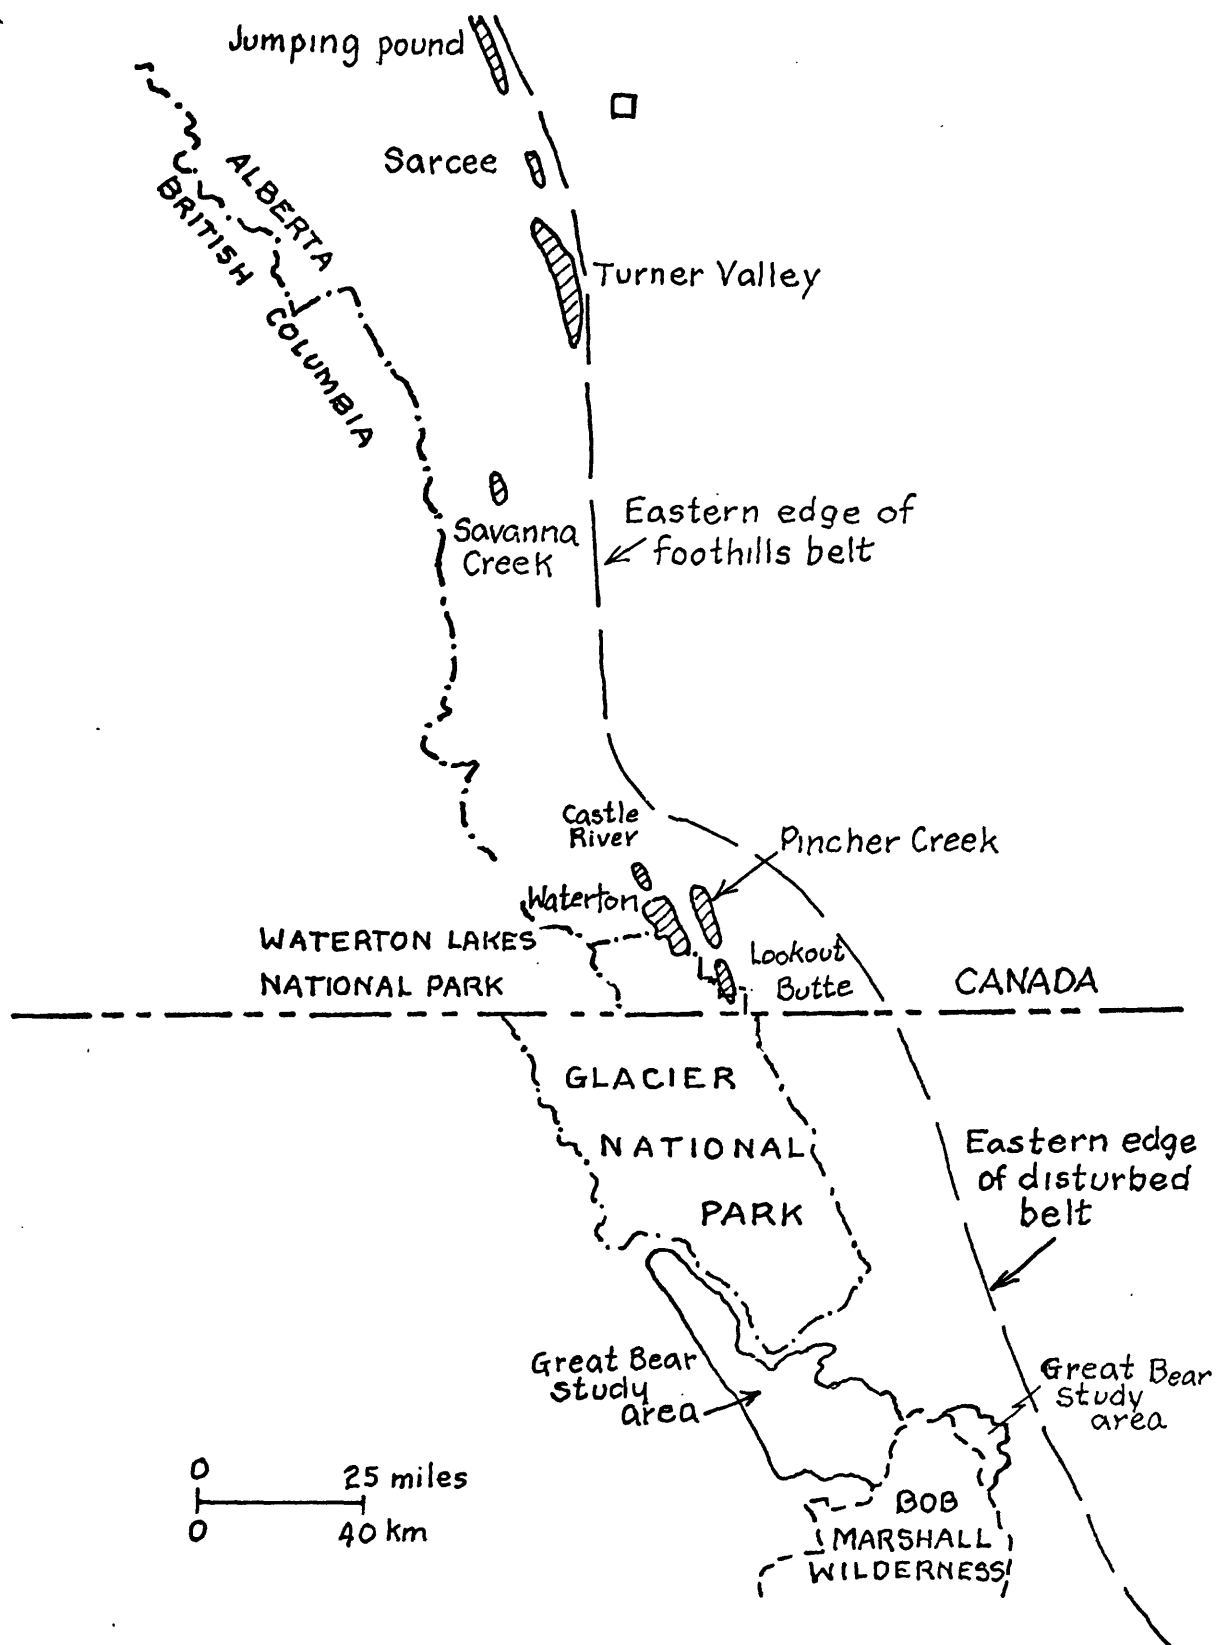 Jumping pound
Sarcee
ALBERTA
BRITISH COLUMBIA
Turner Valley
Savanna
Creek
Eastern edge of
foothills belt
Castle
River
Pincher Creek
Waterton
WATERTON LAKES
NATIONAL PARK
Lookout
Butte
CANADA
GLACIER
NATIONAL
PARK
Eastern edge
of disturbed
belt
Great Bear
study
area
Great Bear
study
area
0 25 miles
0 40 km
BOB
MARSHALL
WILDERNESS